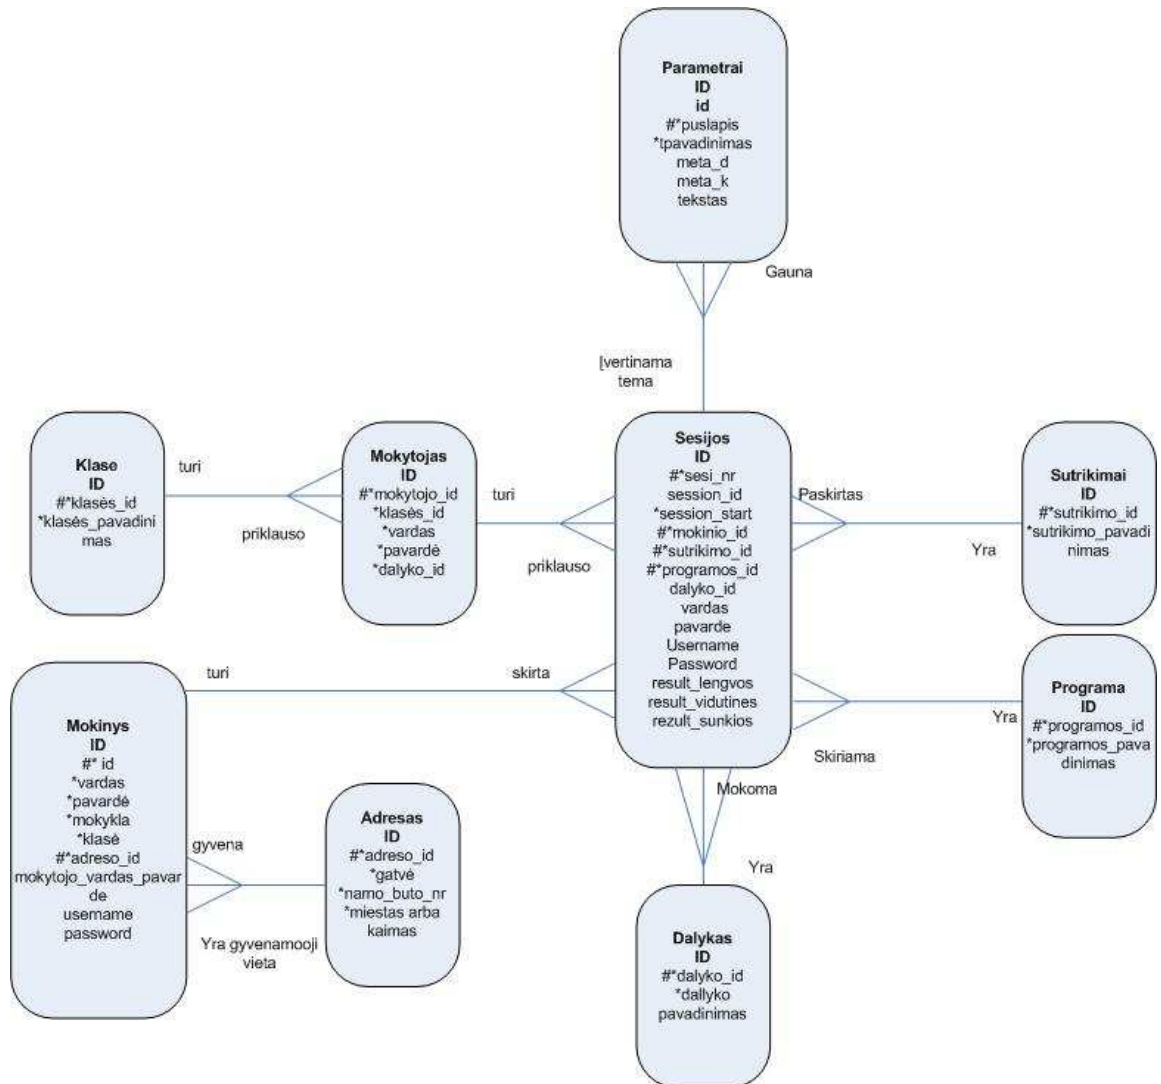 Parametrai
ID
id
#*puslapis
*tpavadinimas
meta_d
meta_k
tekstas
Gauna
Įvertinama
tema
Klase
ID
#*klasės_id
*klasės_pavadini
mas
turi
priklauso
Mokytojas
ID
#*mokytojo_id
*klasės_id
*vardas
*pavardė
*dalyko_id
turi
priklauso
Sesijos
ID
#*sesi_nr
session_id
*session_start
#*mokinio_id
#*sutrikimo_id
#*programos_id
dalyko_id
vardas
pavarde
Username
Password
result_lengvos
result_vidutines
rezult_sunkios
Paskirtas
Yra
Sutrikimai
ID
#*sutrikimo_id
*sutrikimo_pavadi
nimas
Mokinys
ID
#* id
*vardas
*pavardė
*mokykla
*klasė
#*adreso_id
mokytojo_vardas_pavar
de
username
password
turi
skirta
gyvena
Yra gyvenamooji
vieta
Adresas
ID
#*adreso_id
*gatvė
*namo_buto_nr
*miestas arba
kaimas
Skiriama
Yra
Programa
ID
#*programos_id
*programos_pava
dinimas
Mokoma
Yra
Dalykas
ID
#*dalyko_id
*dallyko
pavadinimas